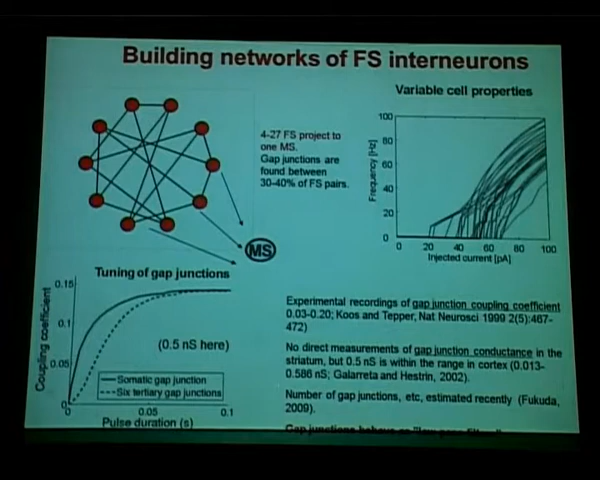 Building networks of FS interneurons
Variable cell properties
4-27 FS project to
one MS.
Gap junctions are
found between
30-40% of FS pairs.
MS
Frequency [Hz]
100
80
60
40
20
0
0 20 40 60 80 100
Injected current [pA]
Tuning of gap junctions
Coupling coefficient
0.15
0.1
0.05
0
(0.5 nS here)
Somatic gap junction
Six tertiary gap junctions
0 0.05 0.1
Pulse duration (s)
Experimental recordings of gap junction coupling coefficient
0.03-0.20; Koos and Tepper, Nat Neurosci 1999 2(5):467-
472)
No direct measurements of gap junction conductance in the
striatum, but 0.5 nS is within the range in cortex (0.013-
0.586 nS; Galarreta and Hestrin, 2002).
Number of gap junctions, etc, estimated recently (Fukuda,
2009).
Gap junctions behave as